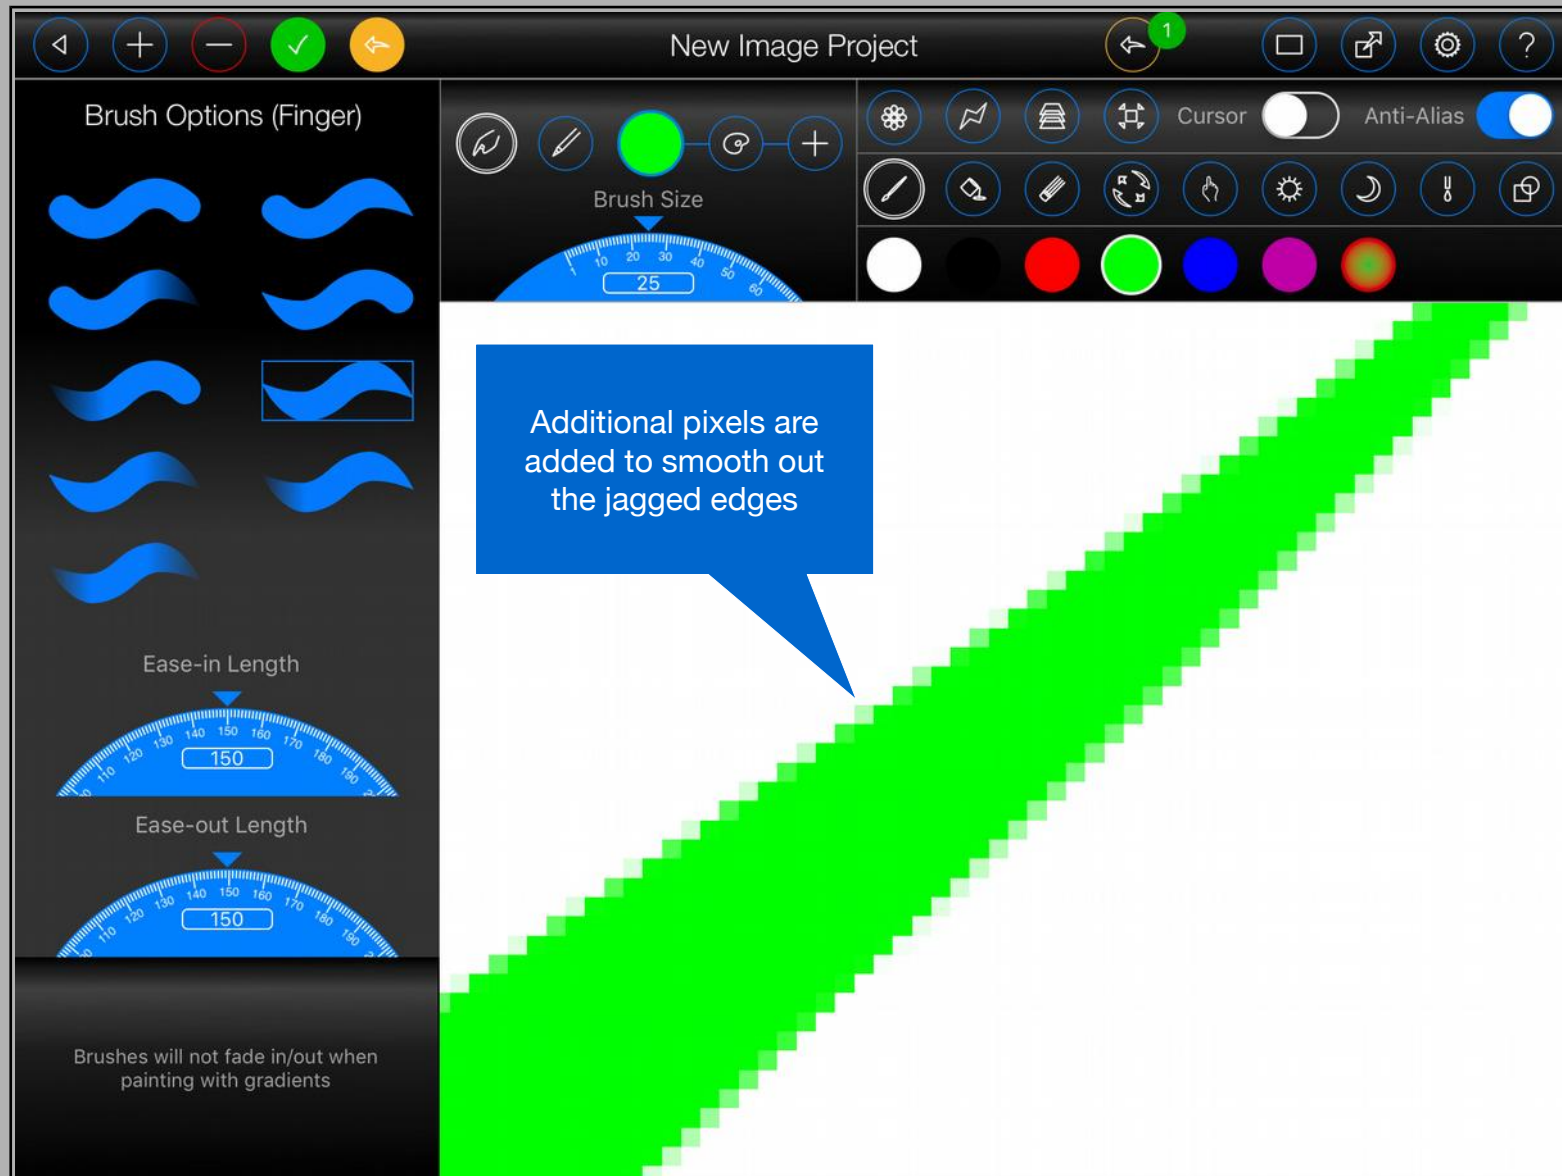 New Image Project
1
?
Brush Options (Finger)
Cursor
Anti-Alias
Brush Size
1 10 20 30 40 50 60
25
Additional pixels are
added to smooth out
the jagged edges
Ease-in Length
110 120 130 140 150 160 170 180 190
150
Ease-out Length
110 120 130 140 150 160 170 180 190
150
Brushes will not fade in/out when
painting with gradients